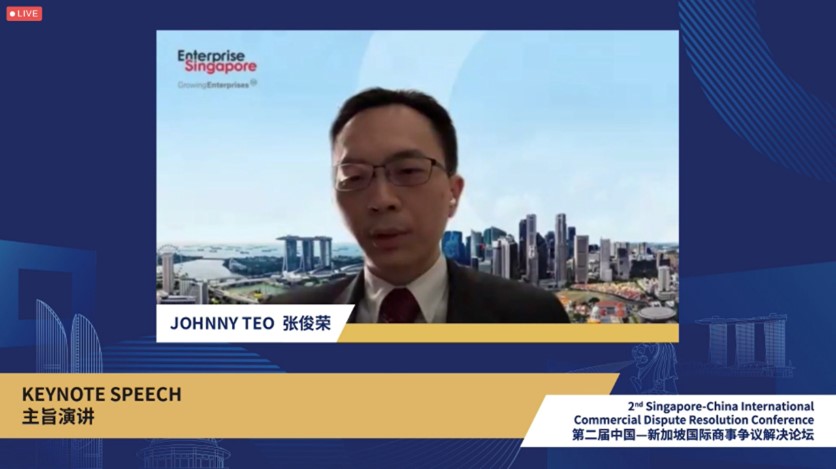 LIVE
Enterprise
Singapore
GrowingEnterprises
JOHNNY TEO 张俊荣
KEYNOTE SPEECH
主旨演讲
2nd Singapore-China International
Commercial Dispute Resolution Conference
第二届中国—新加坡国际商事争议解决论坛